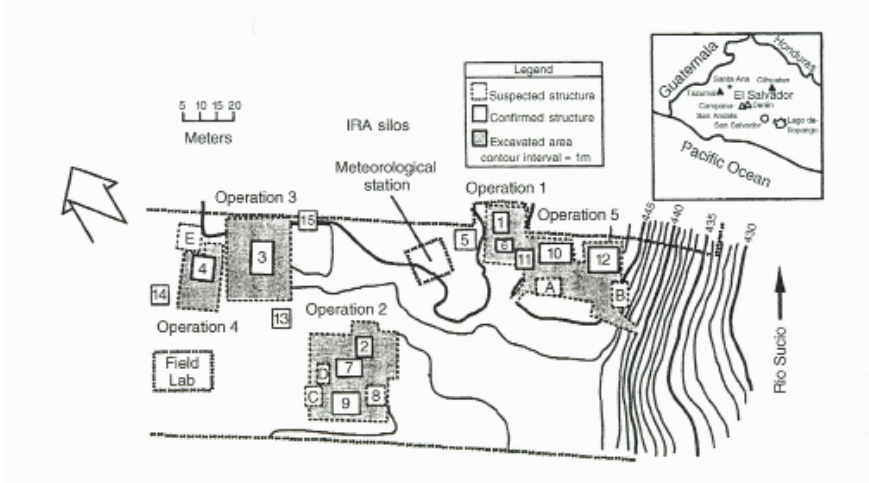 Legend
Suspected structure
Confirmed structure
Excavated area
contour interval = 1m
Guatemala
Honduras
Santa Ana
Cihuatan
Tazumal
El Salvador
Campana
Cerén
San Andrés
San Salvador
Lago de
Ilopango
Pacific Ocean
5 10 15 20
Meters
IRA silos
Meteorological
station
Operation 1
Operation 3
Operation 5
445
440
435
430
15
1
5
6
E
3
4
11
10
12
A
B
14
13
Operation 2
Operation 4
2
Field
Lab
7
D
C
9
8
Rio Sucio